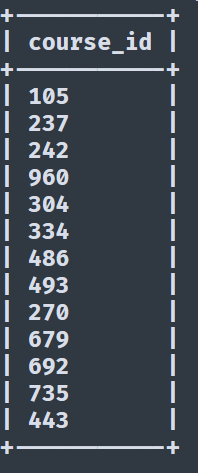 +-----------+
| course_id |
+-----------+
| 105       |
| 237       |
| 242       |
| 960       |
| 304       |
| 334       |
| 486       |
| 493       |
| 270       |
| 679       |
| 692       |
| 735       |
| 443       |
+-----------+